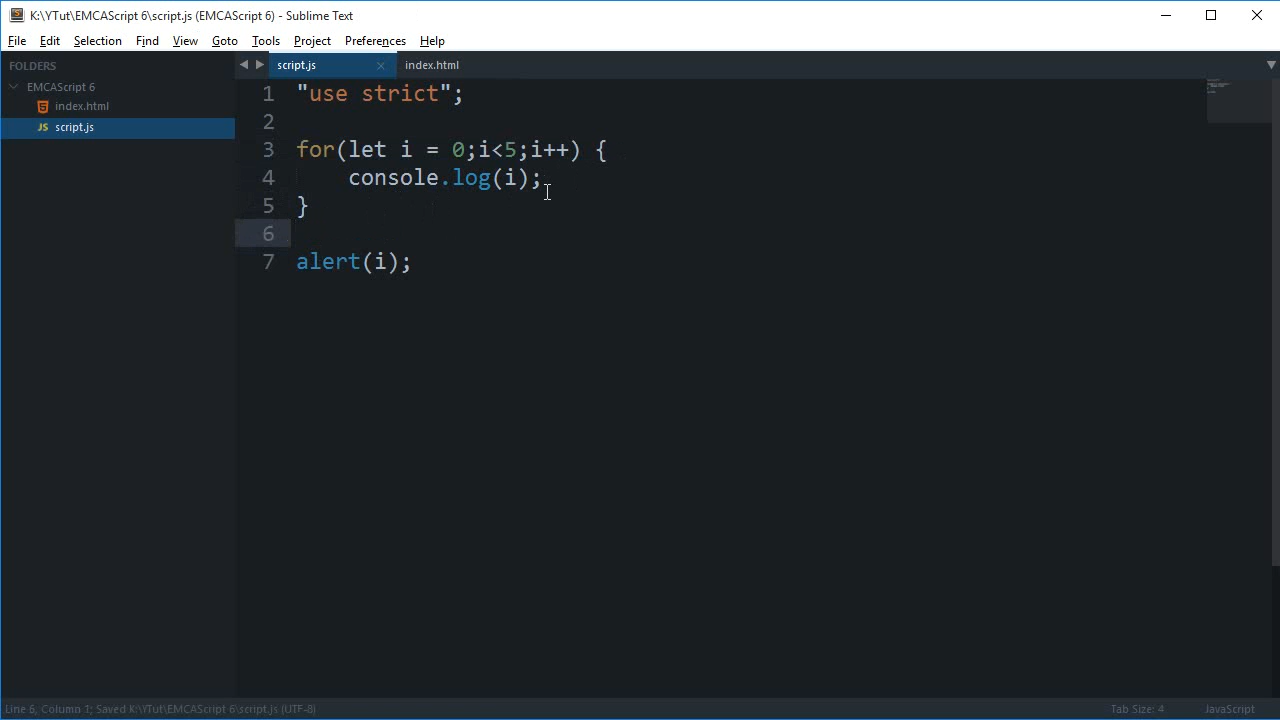 K:\YTut\EMCAScript 6\script.js (EMCAScript 6) - Sublime Text
File Edit Selection Find View Goto Tools Project Preferences Help
FOLDERS
EMCAScript 6
index.html
JS script.js
script.js × index.html
1 "use strict";
2
3 for(let i = 0;i<5;i++) {
4 console.log(i);
5 }
6
7 alert(i);
Line 6, Column 1; Saved K:\YTut\EMCAScript 6\script.js (UTF-8) Tab Size: 4 JavaScript